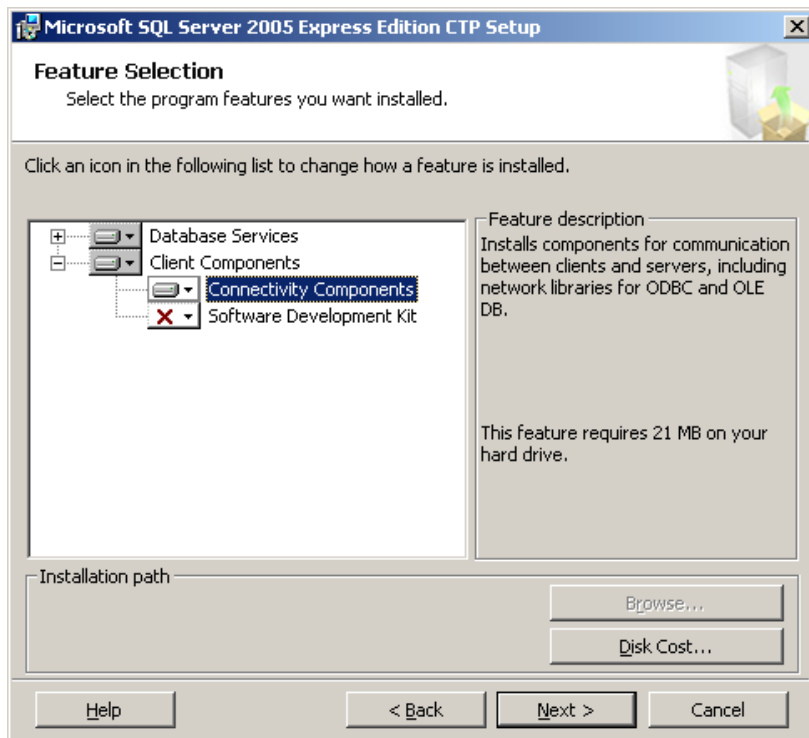 Microsoft SQL Server 2005 Express Edition CTP Setup
Feature Selection
Select the program features you want installed.
Click an icon in the following list to change how a feature is installed.
Database Services
Client Components
Connectivity Components
Software Development Kit
Feature description
Installs components for communication
between clients and servers, including
network libraries for ODBC and OLE
DB.
This feature requires 21 MB on your
hard drive.
Installation path
Browse...
Disk Cost...
Help
< Back
Next >
Cancel